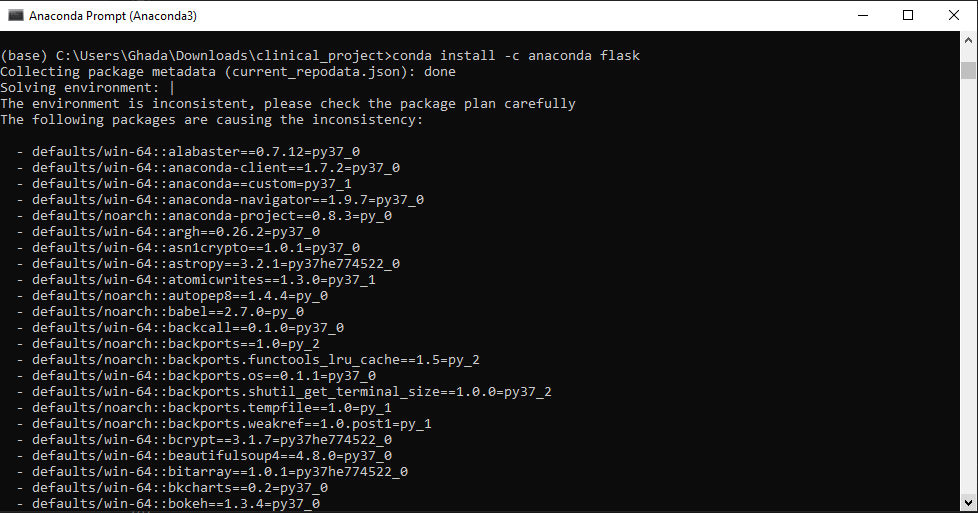 Anaconda Prompt (Anaconda3)
(base) C:\Users\Ghada\Downloads\clinical_project>conda install -c anaconda flask
Collecting package metadata (current_repodata.json): done
Solving environment: |
The environment is inconsistent, please check the package plan carefully
The following packages are causing the inconsistency:
- defaults/win-64::alabaster==0.7.12=py37_0
- defaults/win-64::anaconda-client==1.7.2=py37_0
- defaults/win-64::anaconda==custom=py37_1
- defaults/win-64::anaconda-navigator==1.9.7=py37_0
- defaults/noarch::anaconda-project==0.8.3=py_0
- defaults/win-64::argh==0.26.2=py37_0
- defaults/win-64::asn1crypto==1.0.1=py37_0
- defaults/win-64::astropy==3.2.1=py37he774522_0
- defaults/win-64::atomicwrites==1.3.0=py37_1
- defaults/noarch::autopep8==1.4.4=py_0
- defaults/noarch::babel==2.7.0=py_0
- defaults/win-64::backcall==0.1.0=py37_0
- defaults/noarch::backports==1.0=py_2
- defaults/noarch::backports.functools_lru_cache==1.5=py_2
- defaults/win-64::backports.os==0.1.1=py37_0
- defaults/win-64::backports.shutil_get_terminal_size==1.0.0=py37_2
- defaults/noarch::backports.tempfile==1.0=py_1
- defaults/noarch::backports.weakref==1.0.post1=py_1
- defaults/win-64::bcrypt==3.1.7=py37he774522_0
- defaults/win-64::beautifulsoup4==4.8.0=py37_0
- defaults/win-64::bitarray==1.0.1=py37he774522_0
- defaults/win-64::bkcharts==0.2=py37_0
- defaults/win-64::bokeh==1.3.4=py37_0